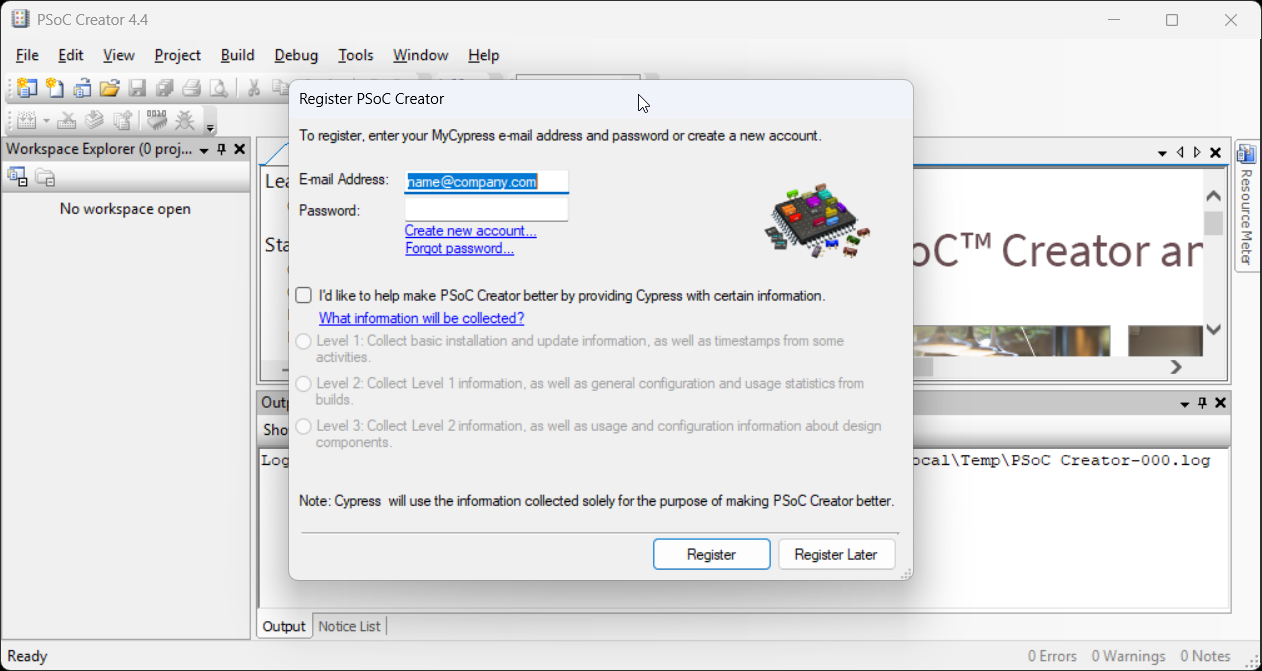 PSoC Creator 4.4
File Edit View Project Build Debug Tools Window Help
Register PSoC Creator
To register, enter your MyCypress e-mail address and password or create a new account.
E-mail Address: name@company.com
Password:
Create new account...
Forgot password...
I'd like to help make PSoC Creator better by providing Cypress with certain information.
What information will be collected?
Level 1: Collect basic installation and update information, as well as timestamps from some
activities.
Level 2: Collect Level 1 information, as well as general configuration and usage statistics from
builds.
Level 3: Collect Level 2 information, as well as usage and configuration information about design
components.
Note: Cypress will use the information collected solely for the purpose of making PSoC Creator better.
Register Register Later
Workspace Explorer (0 proj...
No workspace open
Lea
Sta
oC™ Creator an
Resource Meter
Outp
Sho
Log
ocal\Temp\PSoC Creator-000.log
Output Notice List
Ready 0 Errors 0 Warnings 0 Notes